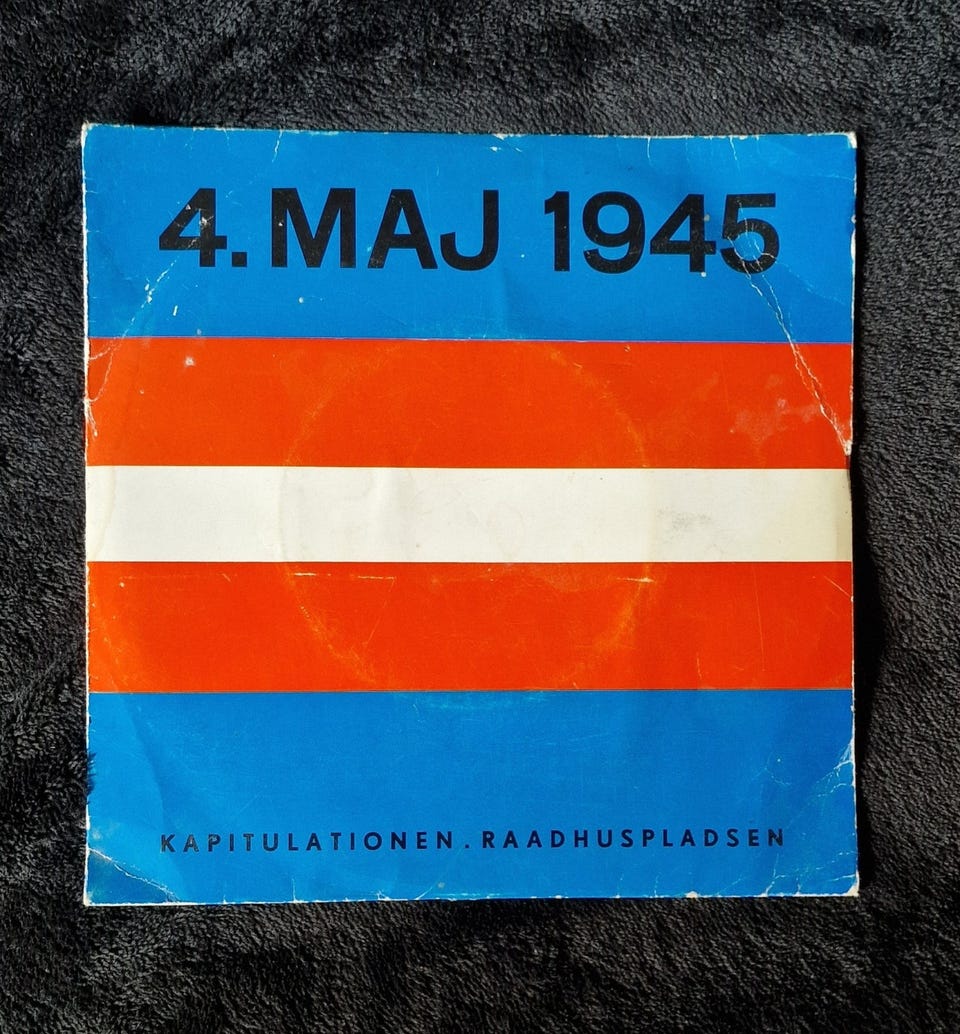 4. MAJ 1945
KAPITULATIONEN . RAADHUSPLADSEN